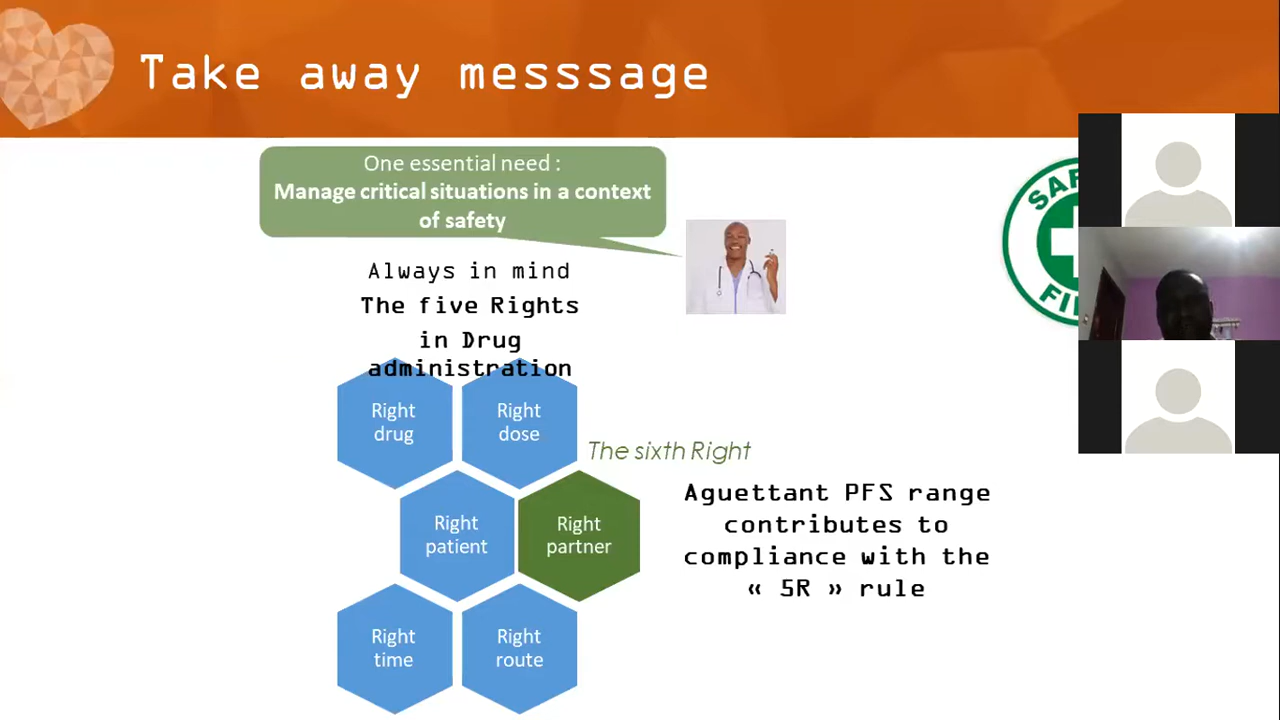 Take away messsage
One essential need :
Manage critical situations in a context
of safety
Always in mind
The five Rights
in Drug
administration
Right
drug
Right
dose
The sixth Right
Right
patient
Right
partner
Aguettant PFS range
contributes to
compliance with the
« 5R » rule
Right
time
Right
route